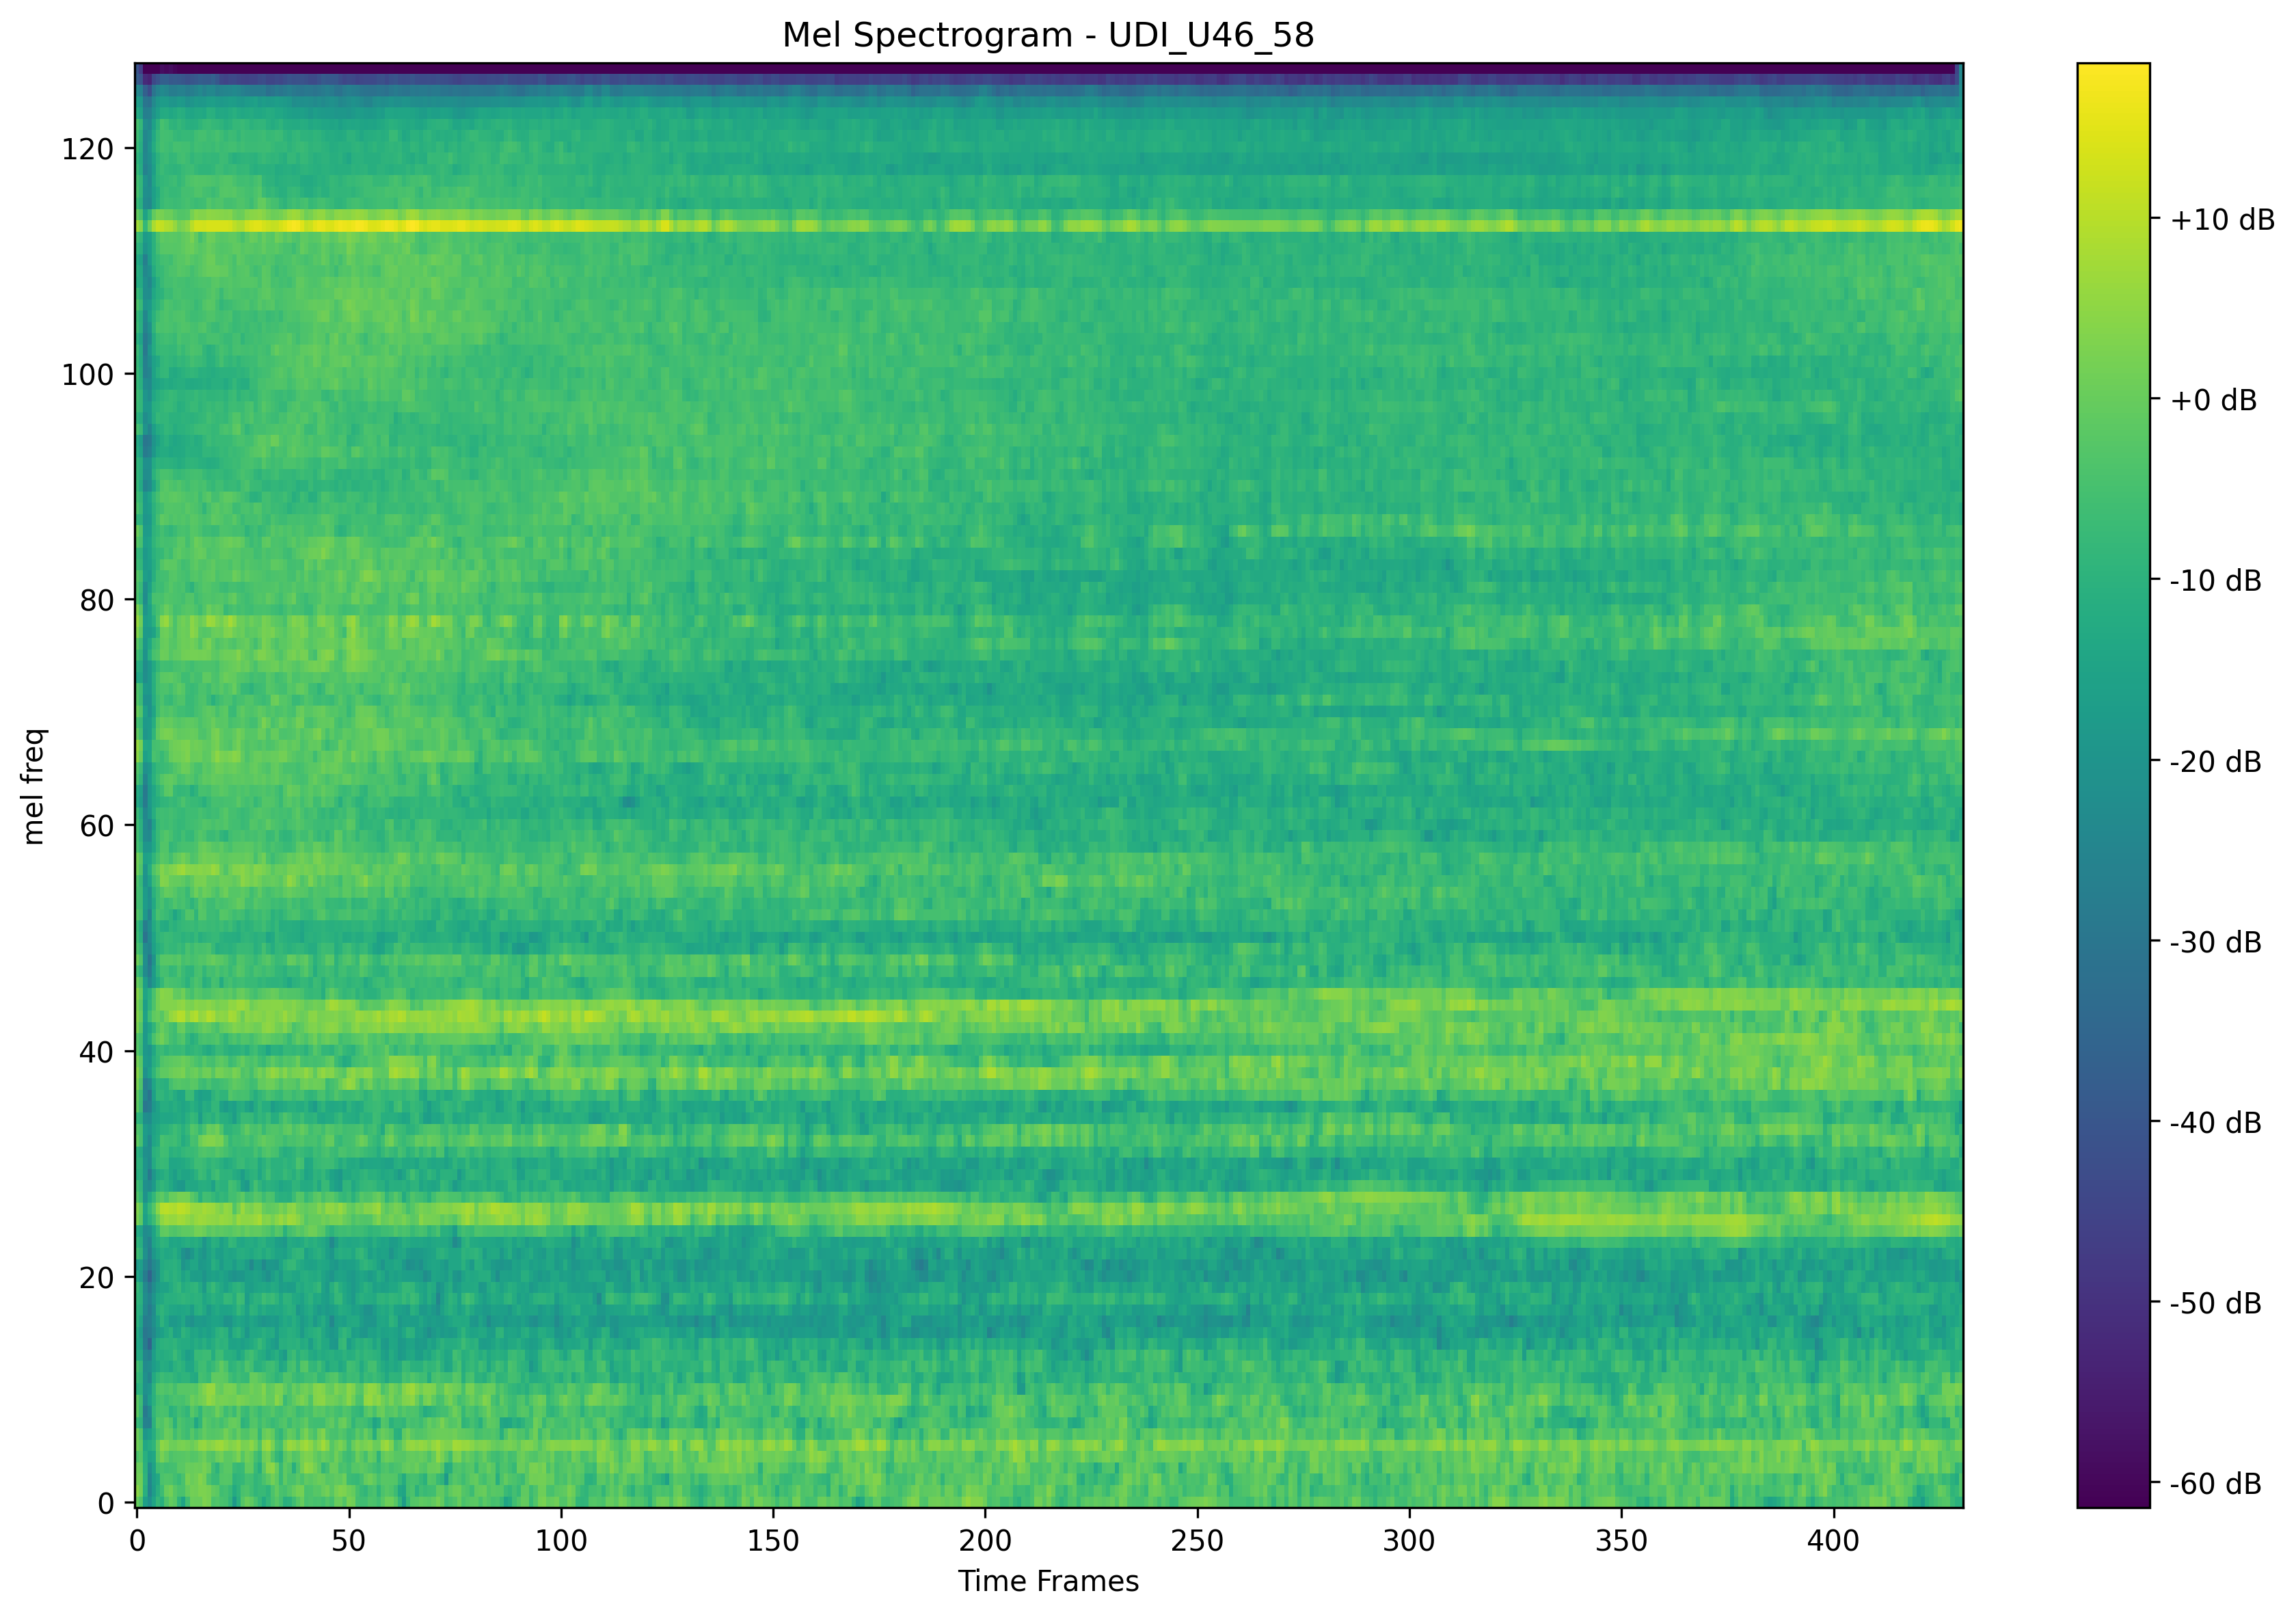 Mel Spectrogram - UDI_U46_58
mel freq
120
100
80
60
40
20
0
0 50 100 150 200 250 300 350 400
Time Frames
+10 dB
+0 dB
-10 dB
-20 dB
-30 dB
-40 dB
-50 dB
-60 dB